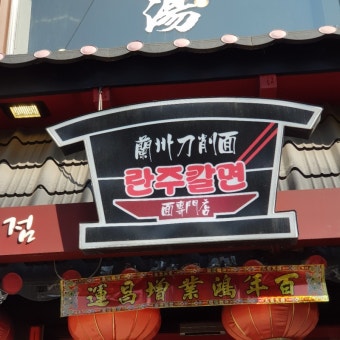 湯
蘭州刀削面
란주칼면
面專門店
점
百年鴻業增昌運